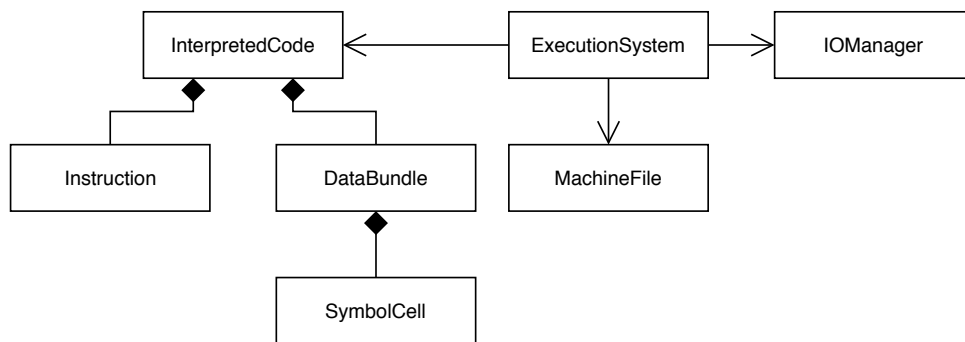 InterpretedCode
ExecutionSystem
IOManager
Instruction
DataBundle
MachineFile
SymbolCell